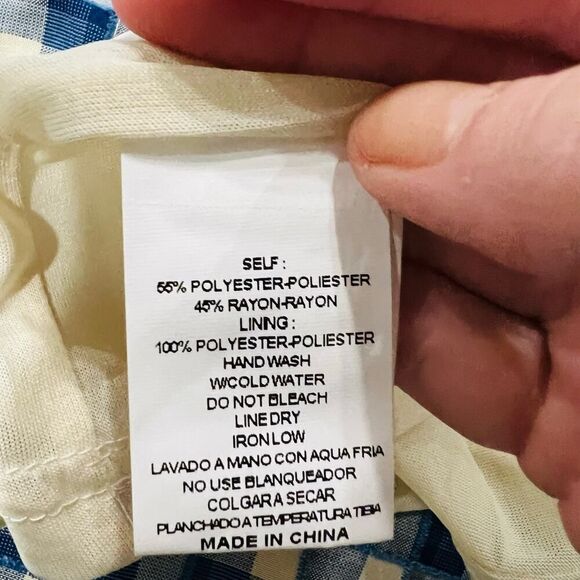 SELF :
55% POLYESTER-POLIESTER
45% RAYON-RAYON
LINING :
100% POLYESTER-POLIESTER
HAND WASH
W/COLD WATER
DO NOT BLEACH
LINE DRY
IRON LOW
LAVADO A MANO CON AQUA FRIA
NO USE BLANQUEADOR
COLGAR A SECAR
PLANCHADO A TEMPERATURA TIBIA
MADE IN CHINA